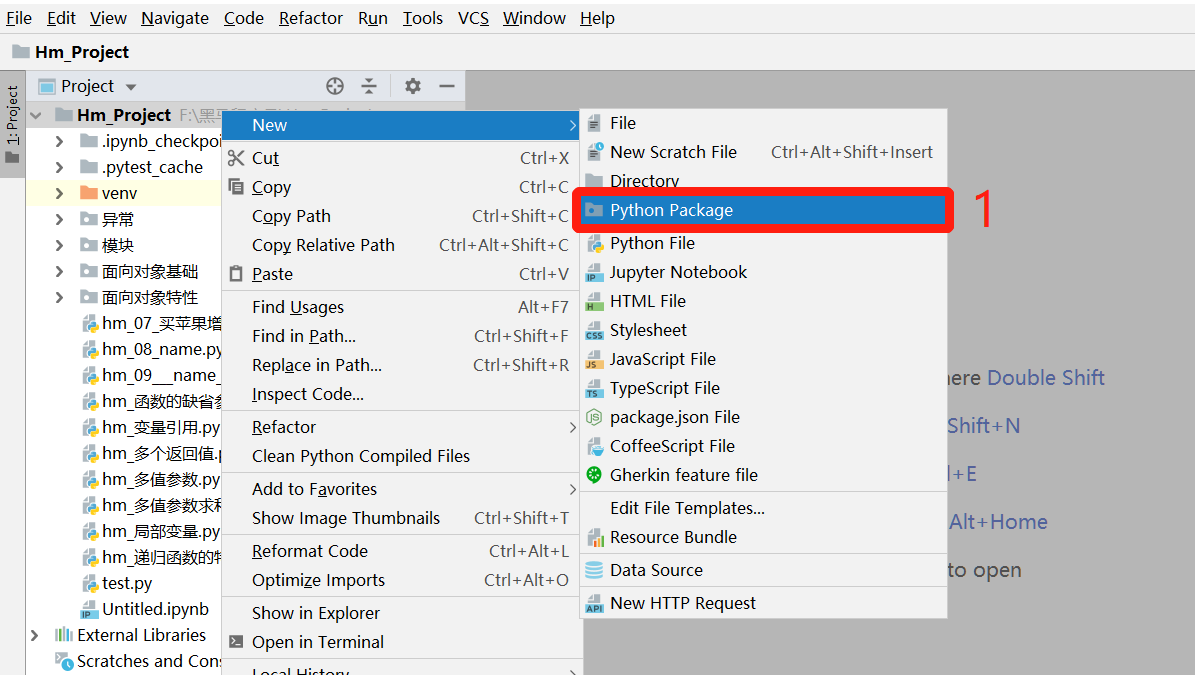 File Edit View Navigate Code Refactor Run Tools VCS Window Help
Hm_Project
1: Project
Project
Hm_Project
.ipynb_checkpoi
.pytest_cache
venv
异常
模块
面向对象基础
面向对象特性
hm_07_买苹果增
hm_08_name.py
hm_09___name_
hm_函数的缺省参
hm_变量引用.py
hm_多个返回值.
hm_多值参数.py
hm_多值参数求和
hm_局部变量.py
hm_递归函数的特
test.py
Untitled.ipynb
External Libraries
Scratches and Con
New
Cut Ctrl+X
Copy Ctrl+C
Copy Path Ctrl+Shift+C
Copy Relative Path Ctrl+Alt+Shift+C
Paste Ctrl+V
Find Usages Alt+F7
Find in Path... Ctrl+Shift+F
Replace in Path... Ctrl+Shift+R
Inspect Code...
Refactor
Clean Python Compiled Files
Add to Favorites
Show Image Thumbnails Ctrl+Shift+T
Reformat Code Ctrl+Alt+L
Optimize Imports Ctrl+Alt+O
Show in Explorer
Open in Terminal
Local History
File
New Scratch File Ctrl+Alt+Shift+Insert
Directory
Python Package
1
Python File
Jupyter Notebook
HTML File
Stylesheet
JavaScript File
TypeScript File
package.json File
CoffeeScript File
Gherkin feature file
Edit File Templates...
Resource Bundle
Data Source
New HTTP Request
here Double Shift
Shift+N
+E
Alt+Home
to open